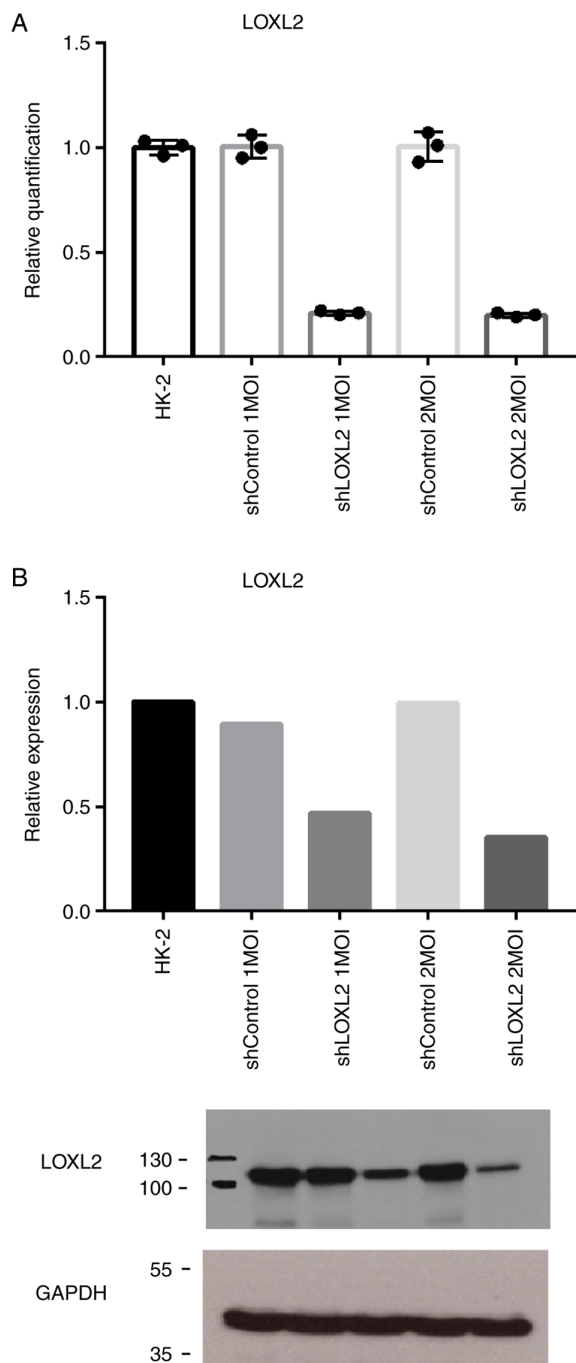 A
LOXL2
Relative quantification
1.5
1.0
0.5
0.0
HK-2
shControl 1MOI
shLOXL2 1MOI
shControl 2MOI
shLOXL2 2MOI
B
LOXL2
Relative expression
1.5
1.0
0.5
0.0
HK-2
shControl 1MOI
shLOXL2 1MOI
shControl 2MOI
shLOXL2 2MOI
LOXL2
130 -
100 -
GAPDH
55 -
35 -